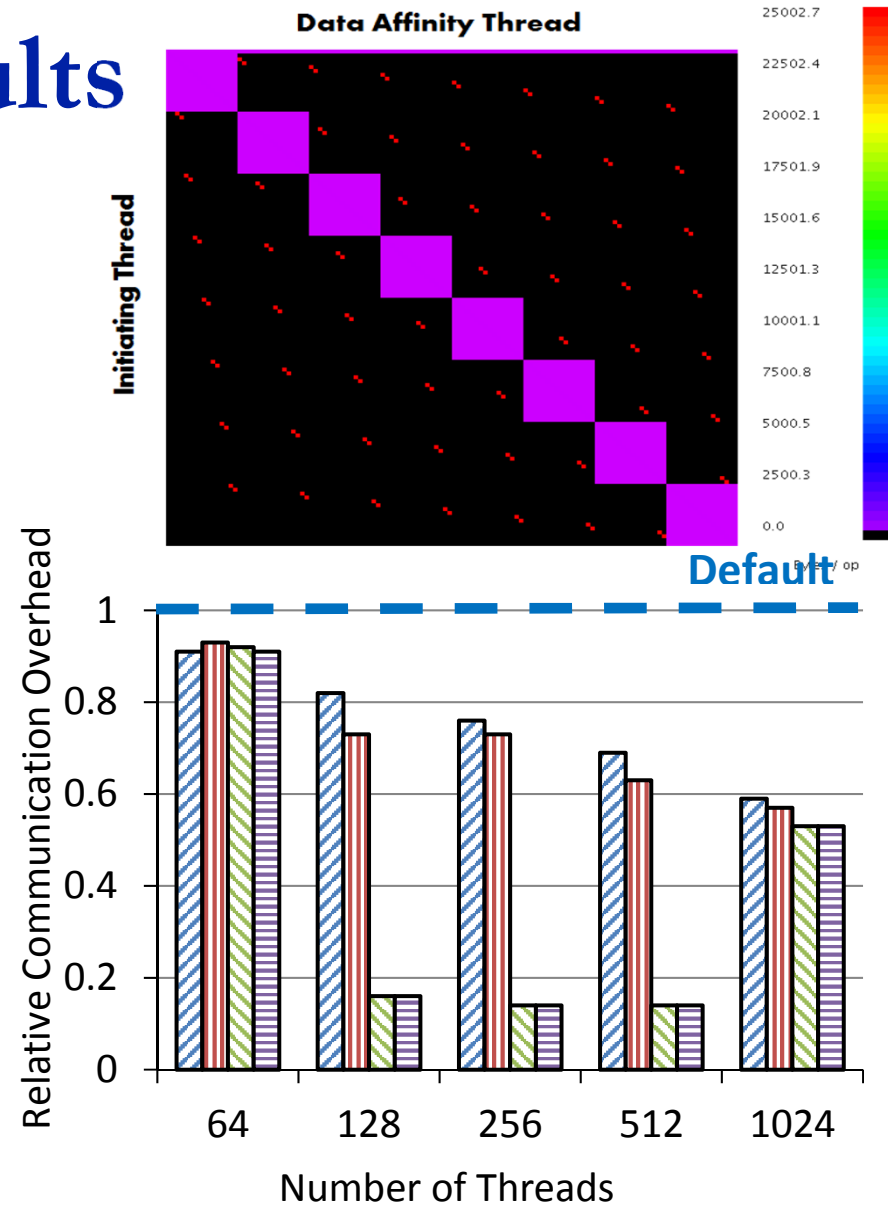 ults
Data Affinity Thread
Initiating Thread
25002.7
22502.4
20002.1
17501.9
15001.6
12501.3
10001.1
7500.8
5000.5
2500.3
0.0
/ op
Default
Relative Communication Overhead
1
0.8
0.6
0.4
0.2
0
64 128 256 512 1024
Number of Threads